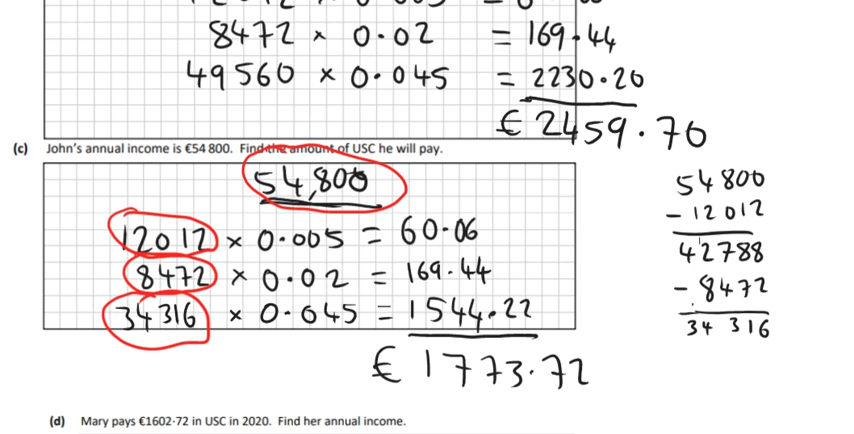 8472 × 0.02 = 169.44
49560 × 0.045 = 2230.20
€ 2459.70
(c) John's annual income is €54 800. Find the amount of USC he will pay.
54,800
12012 × 0.005 = 60.06
8472 × 0.02 = 169.44
34316 × 0.045 = 1544.22
€ 1773.72
54800
- 12012
42788
- 8472
34 316
(d) Mary pays €1602·72 in USC in 2020. Find her annual income.